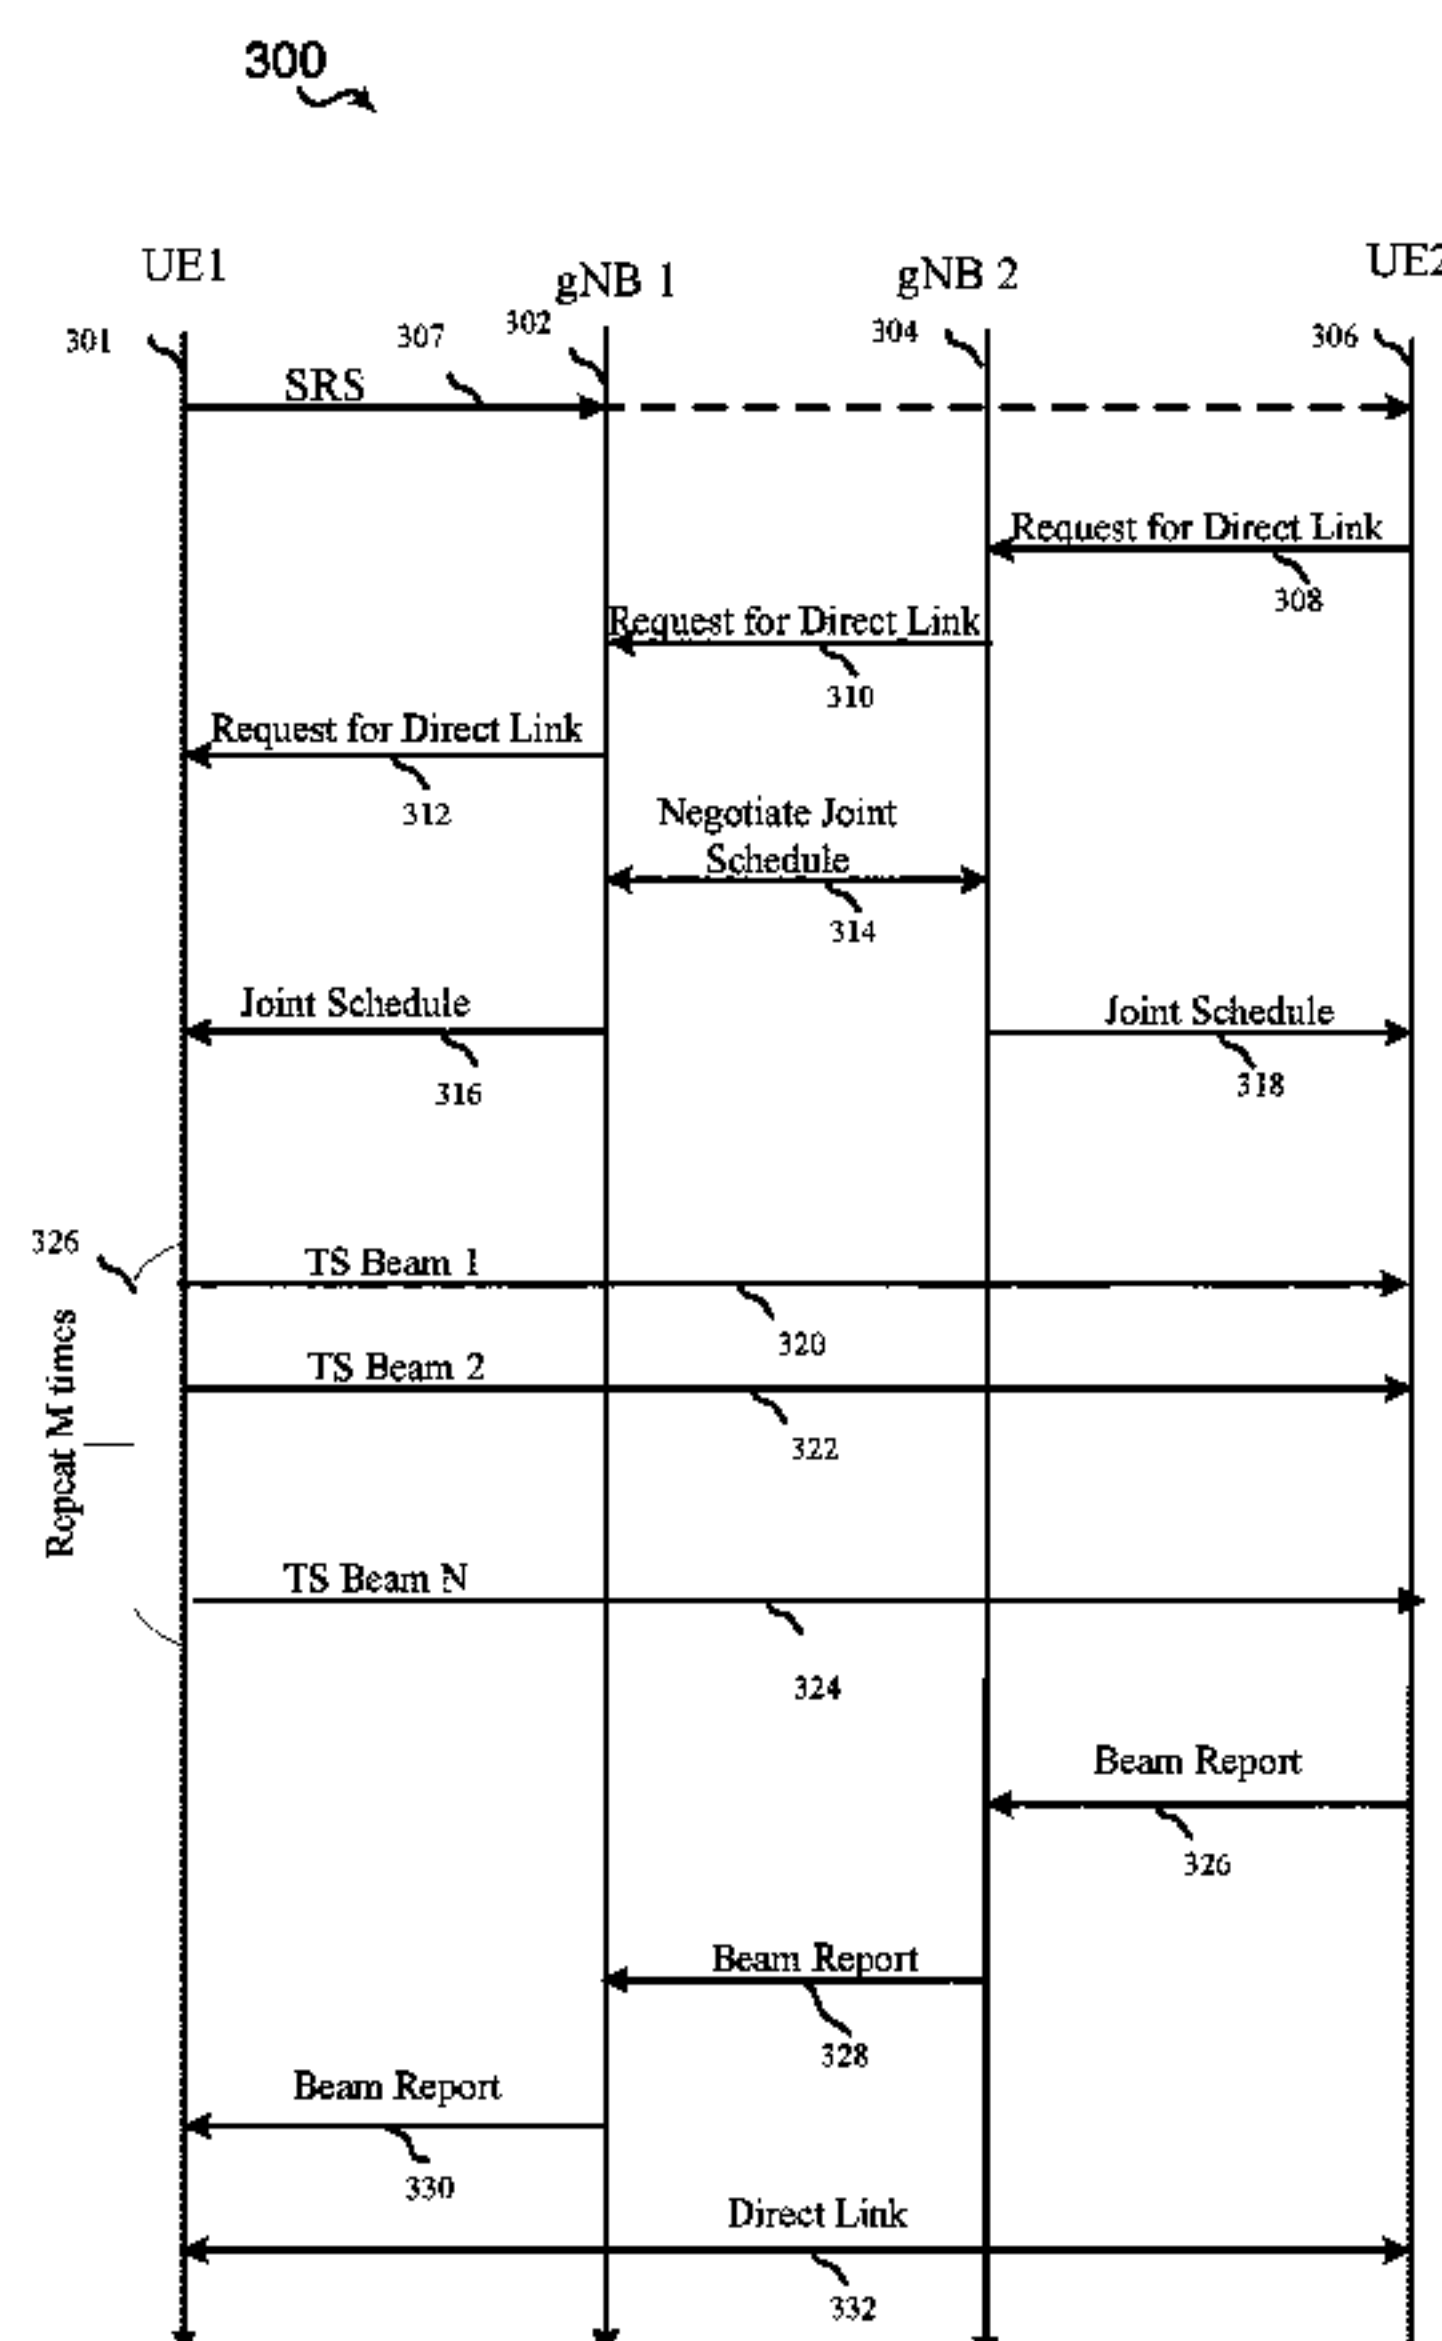 300
UE1
gNB 1
gNB 2
UE2
301
307
302
304
306
SRS
Request for Direct Link
308
Request for Direct Link
310
Request for Direct Link
312
Negotiate Joint
Schedule
314
Joint Schedule
Joint Schedule
316
318
326
TS Beam 1
320
Repeat M times
TS Beam 2
322
TS Beam N
324
Beam Report
326
Beam Report
328
Beam Report
330
Direct Link
332